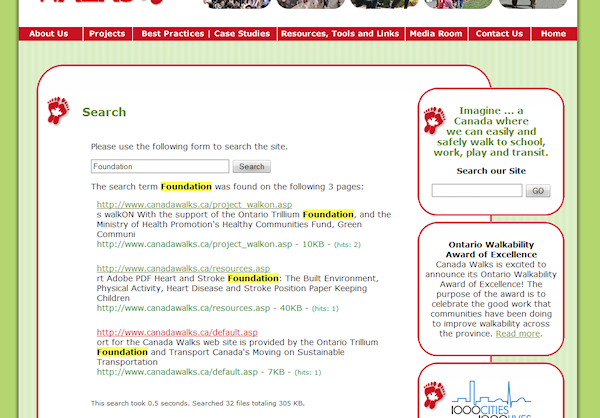 About Us | Projects | Best Practices | Case Studies | Resources, Tools and Links | Media Room | Contact Us | Home
Search
Please use the following form to search the site.
Foundation Search
The search term Foundation was found on the following 3 pages:
http://www.canadawalks.ca/project_walkon.asp
s walkON With the support of the Ontario Trillium Foundation, and the
Ministry of Health Promotion's Healthy Communities Fund, Green
Communi
http://www.canadawalks.ca/project_walkon.asp - 10KB - (hits: 2)
http://www.canadawalks.ca/resources.asp
rt Adobe PDF Heart and Stroke Foundation: The Built Environment,
Physical Activity, Heart Disease and Stroke Position Paper Keeping
Children
http://www.canadawalks.ca/resources.asp - 40KB - (hits: 1)
http://www.canadawalks.ca/default.asp
ort for the Canada Walks web site is provided by the Ontario Trillium
Foundation and Transport Canada's Moving on Sustainable
Transportation
http://www.canadawalks.ca/default.asp - 7KB - (hits: 1)
This search took 0.5 seconds. Searched 32 files totaling 305 KB.
Imagine ... a
Canada where
we can easily and
safely walk to school,
work, play and transit.
Search our Site
GO
Ontario Walkability
Award of Excellence
Canada Walks is excited to
announce its Ontario Walkability
Award of Excellence! The
purpose of the award is to
celebrate the good work that
communities have been doing
to improve walkability across
the province. Read more.
1000CITIES